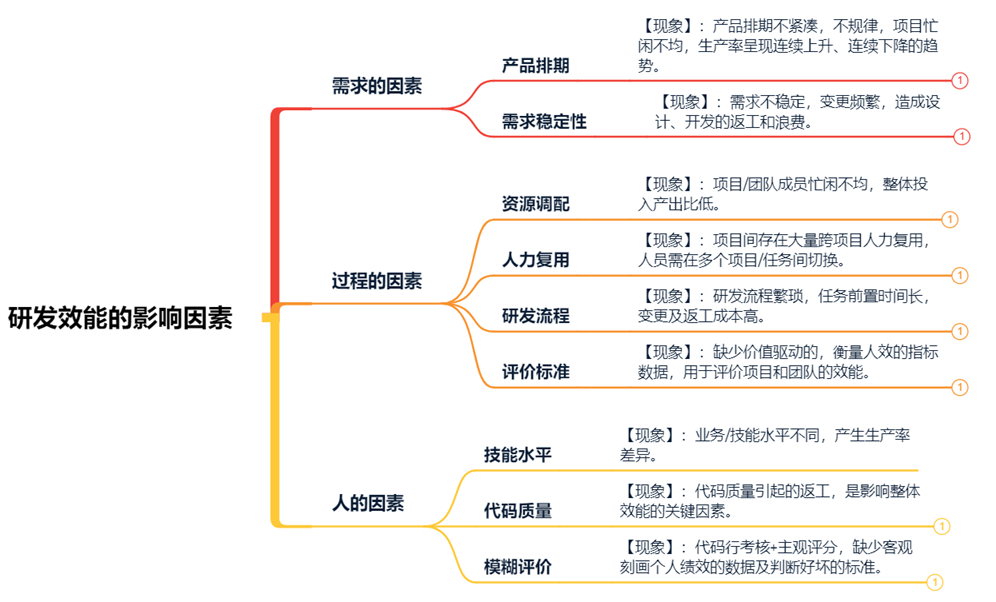 研发效能的影响因素
需求的因素
产品排期
【现象】：产品排期不紧凑，不规律，项目忙
闲不均，生产率呈现连续上升、连续下降的趋
势。
1
需求稳定性
【现象】：需求不稳定，变更频繁，造成设
计、开发的返工和浪费。
1
过程的因素
资源调配
【现象】：项目/团队成员忙闲不均，整体投
入产出比低。
1
人力复用
【现象】：项目间存在大量跨项目人力复用，
人员需在多个项目/任务间切换。
1
研发流程
【现象】：研发流程繁琐，任务前置时间长，
变更及返工成本高。
1
评价标准
【现象】：缺少价值驱动的，衡量人效的指标
数据，用于评价项目和团队的效能。
1
人的因素
技能水平
【现象】：业务/技能水平不同，产生生产率
差异。
代码质量
【现象】：代码质量引起的返工，是影响整体
效能的关键因素。
1
模糊评价
【现象】：代码行考核+主观评分，缺少客观
刻画个人绩效的数据及判断好坏的标准。
1